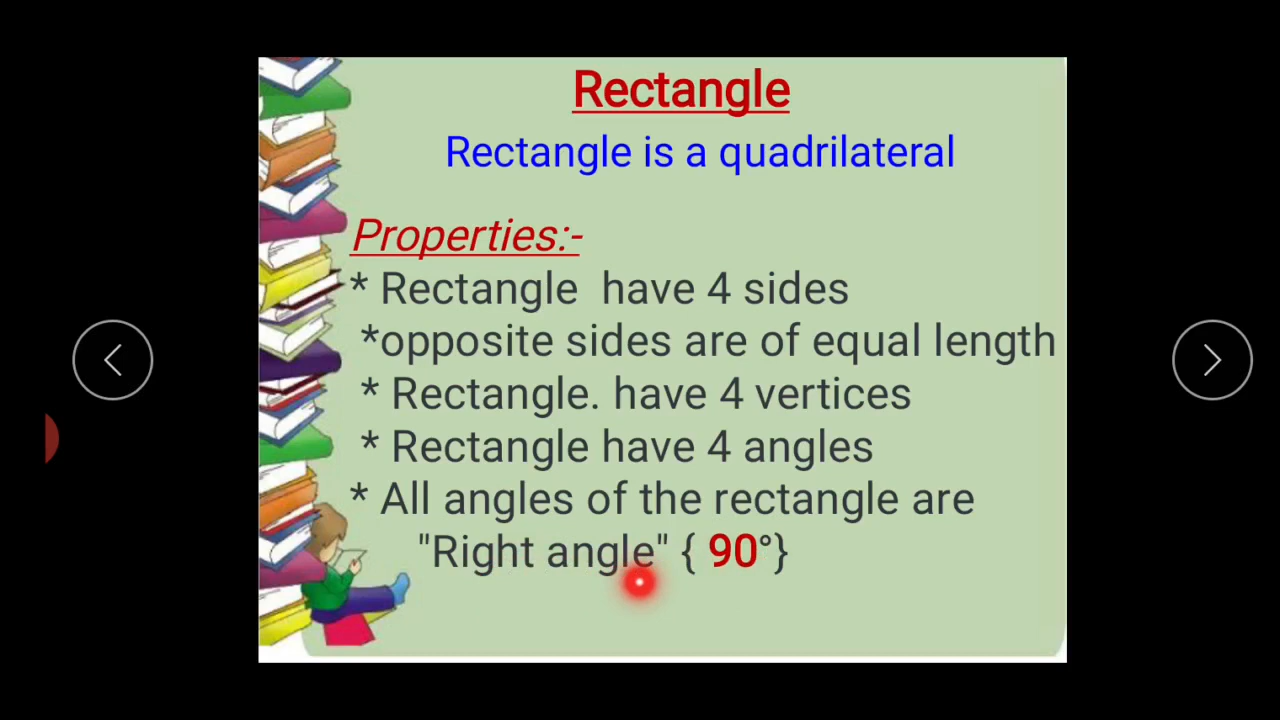 Rectangle
Rectangle is a quadrilateral
Properties:-
* Rectangle have 4 sides
*opposite sides are of equal length
* Rectangle. have 4 vertices
* Rectangle have 4 angles
* All angles of the rectangle are
"Right angle" { 90°}